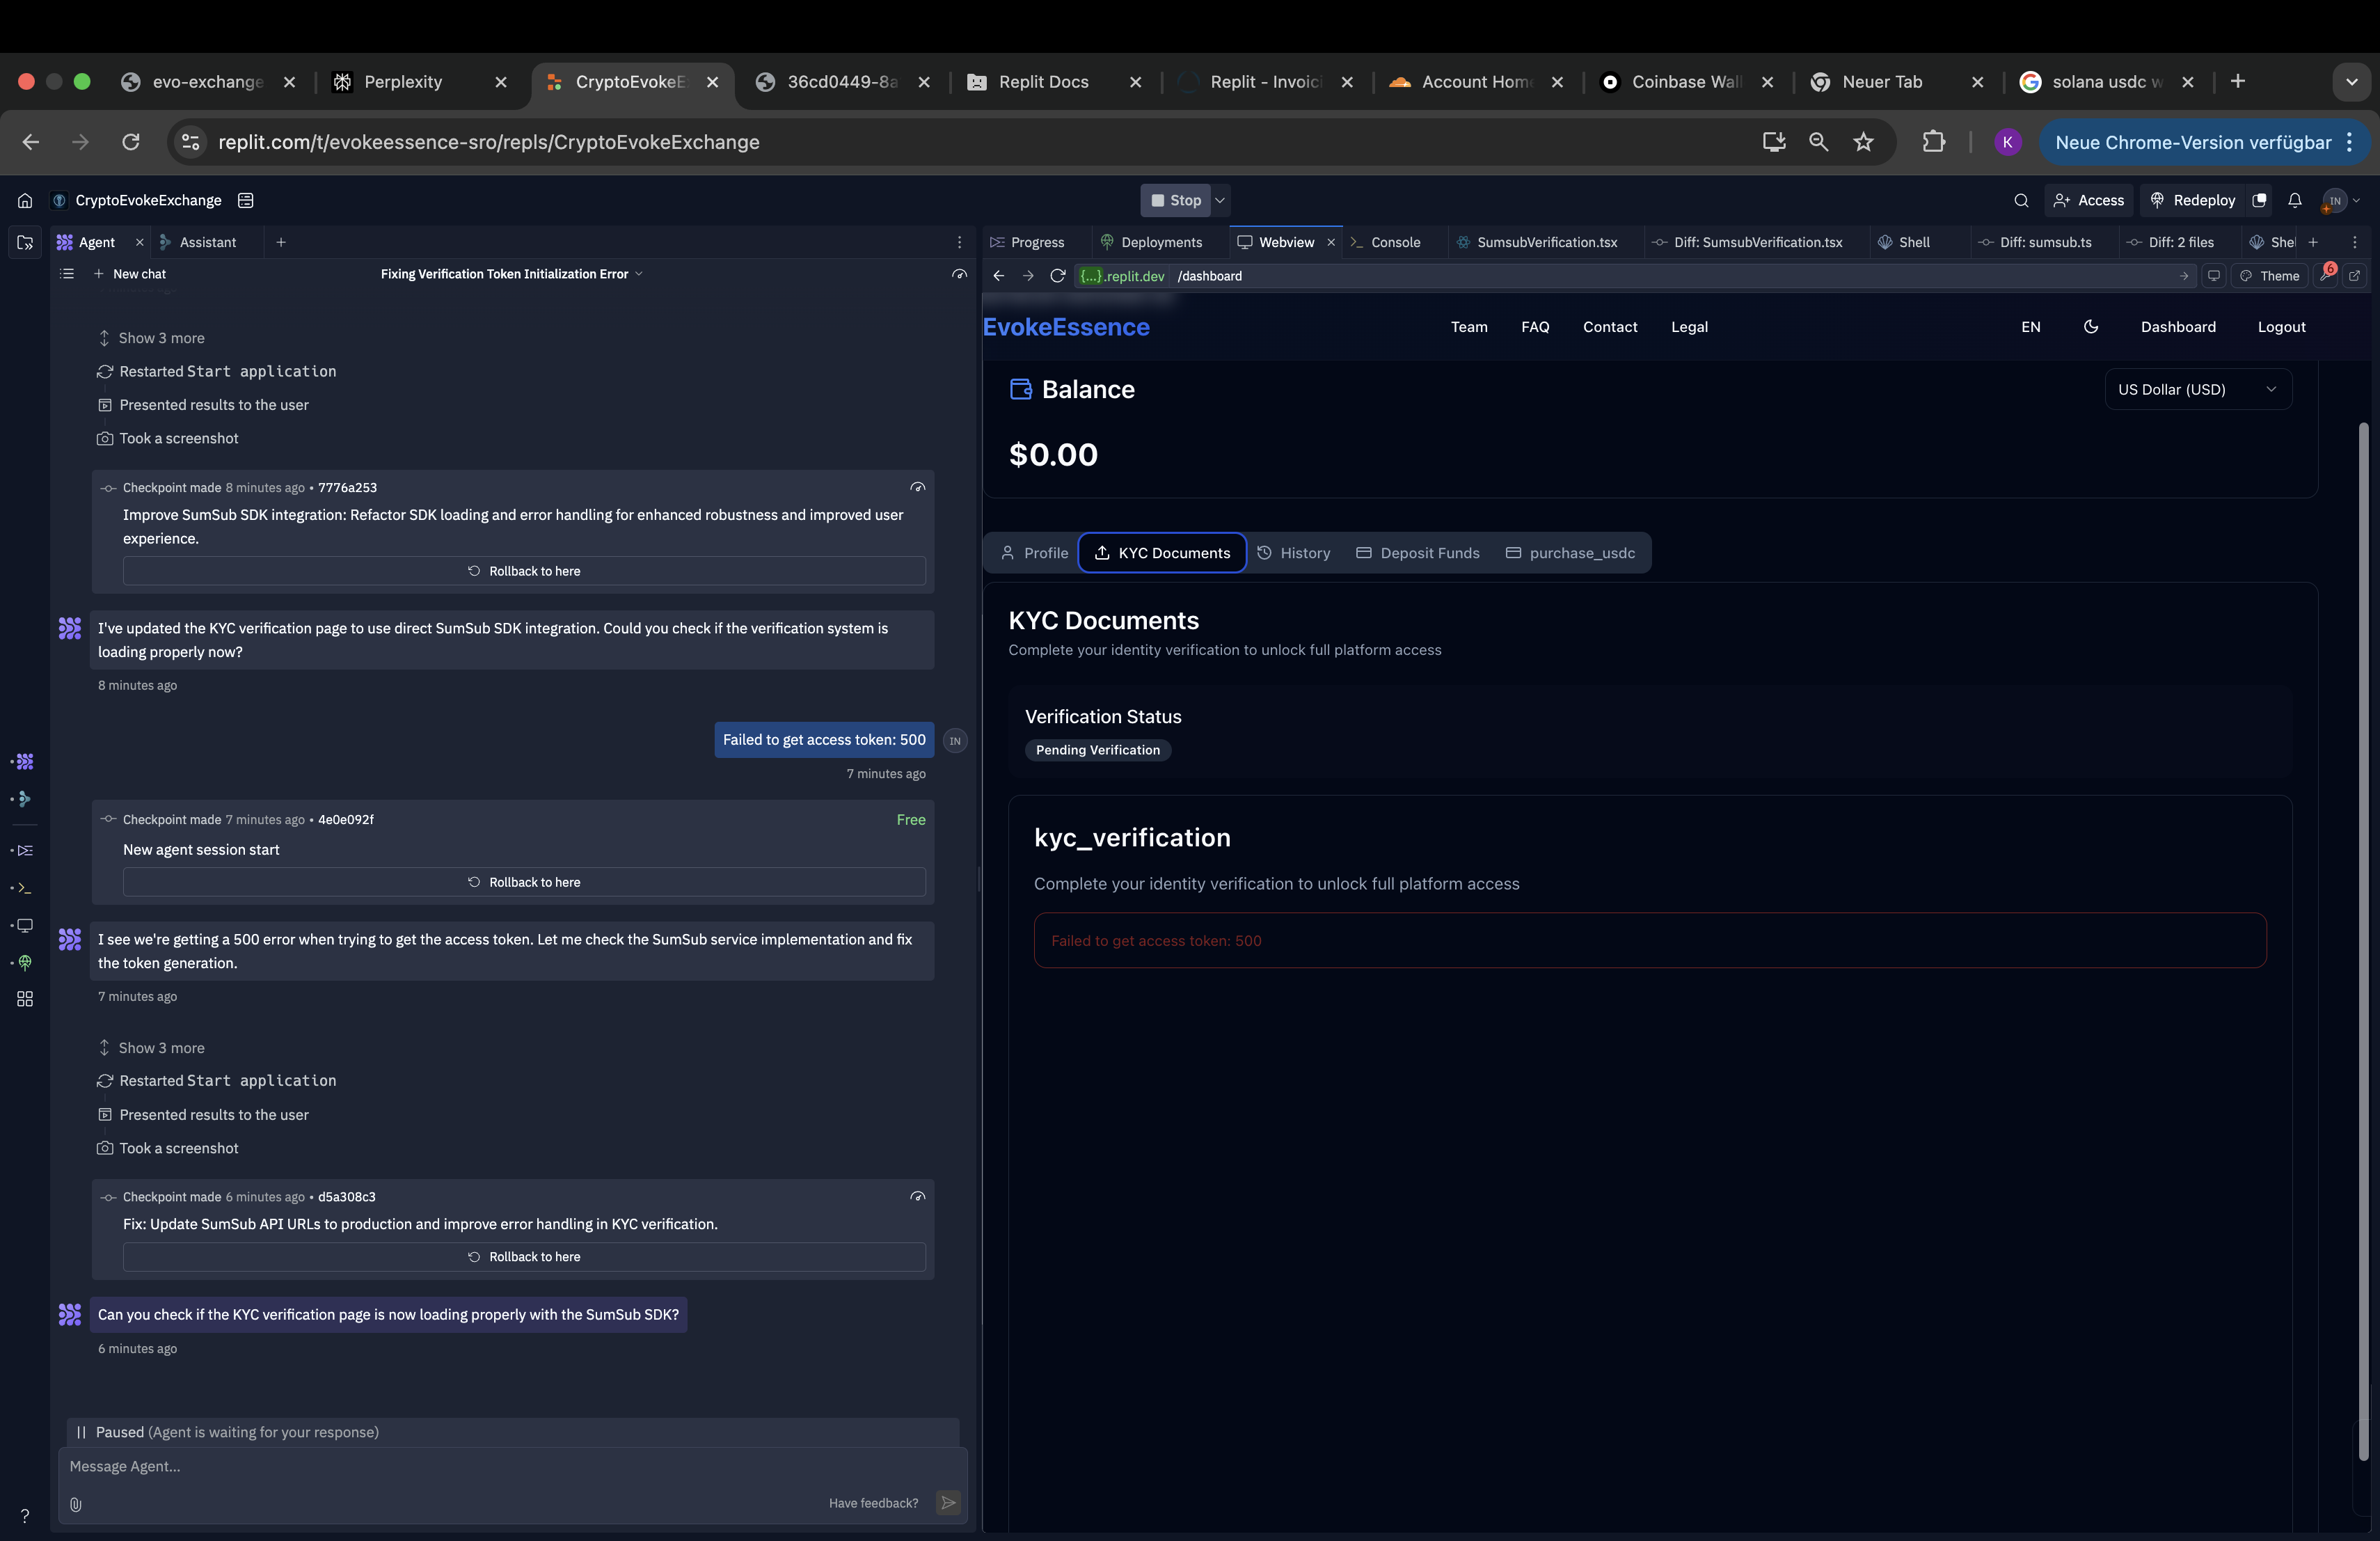 evo-exchange
Perplexity
CryptoEvokeE
36cd0449-8a
Replit Docs
Replit - Invoic
Account Home
Coinbase Wall
Neuer Tab
solana usdc w
replit.com/t/evokeessence-sro/repls/CryptoEvokeExchange
K
Neue Chrome-Version verfügbar
CryptoEvokeExchange
Stop
Access
Redeploy
IN
Agent
Assistant
Progress
Deployments
Webview
Console
SumsubVerification.tsx
Diff: SumsubVerification.tsx
Shell
Diff: sumsub.ts
Diff: 2 files
Shel
New chat
Fixing Verification Token Initialization Error
{...}.replit.dev /dashboard
Theme
6
Show 3 more
Restarted Start application
Presented results to the user
Took a screenshot
Checkpoint made 8 minutes ago • 7776a253
Improve SumSub SDK integration: Refactor SDK loading and error handling for enhanced robustness and improved user
experience.
Rollback to here
I've updated the KYC verification page to use direct SumSub SDK integration. Could you check if the verification system is
loading properly now?
8 minutes ago
Failed to get access token: 500
IN
7 minutes ago
Checkpoint made 7 minutes ago • 4e0e092f
Free
New agent session start
Rollback to here
I see we're getting a 500 error when trying to get the access token. Let me check the SumSub service implementation and fix
the token generation.
7 minutes ago
Show 3 more
Restarted Start application
Presented results to the user
Took a screenshot
Checkpoint made 6 minutes ago • d5a308c3
Fix: Update SumSub API URLs to production and improve error handling in KYC verification.
Rollback to here
Can you check if the KYC verification page is now loading properly with the SumSub SDK?
6 minutes ago
Paused (Agent is waiting for your response)
Message Agent...
Have feedback?
?
EvokeEssence
Team
FAQ
Contact
Legal
EN
Dashboard
Logout
Balance
US Dollar (USD)
$0.00
Profile
KYC Documents
History
Deposit Funds
purchase_usdc
KYC Documents
Complete your identity verification to unlock full platform access
Verification Status
Pending Verification
kyc_verification
Complete your identity verification to unlock full platform access
Failed to get access token: 500